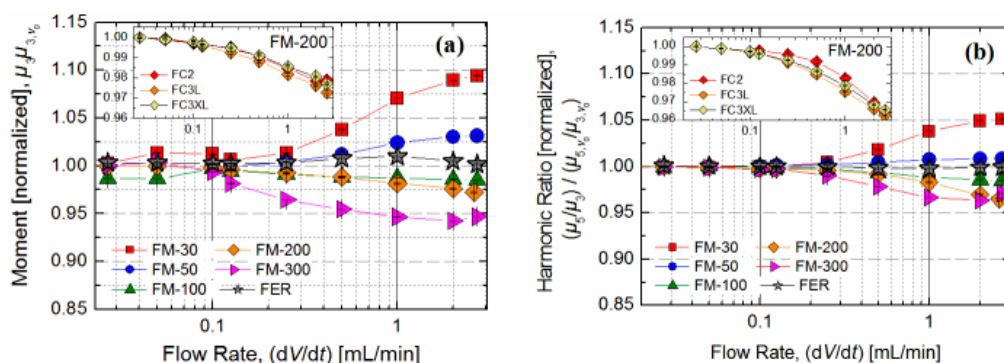 Moment [normalized], μ3/μ3,v0
1.15
1.10
1.05
1.00
0.95
0.90
0.85
(a)
1.00
0.99
0.98
0.97
0.96
FM-200
FC2
FC3L
FC3XL
0.1
1
FM-30
FM-50
FM-100
FM-200
FM-300
FER
0.1
1
Flow Rate, (dV/dt) [mL/min]
Harmonic Ratio [normalized],
(μ5/μ3) / (μ5,v0/μ3,v0)
1.15
1.10
1.05
1.00
0.95
0.90
0.85
(b)
1.00
0.99
0.98
0.97
0.96
FM-200
FC2
FC3L
FC3XL
0.1
1
FM-30
FM-50
FM-100
FM-200
FM-300
FER
0.1
1
Flow Rate, (dV/dt) [mL/min]